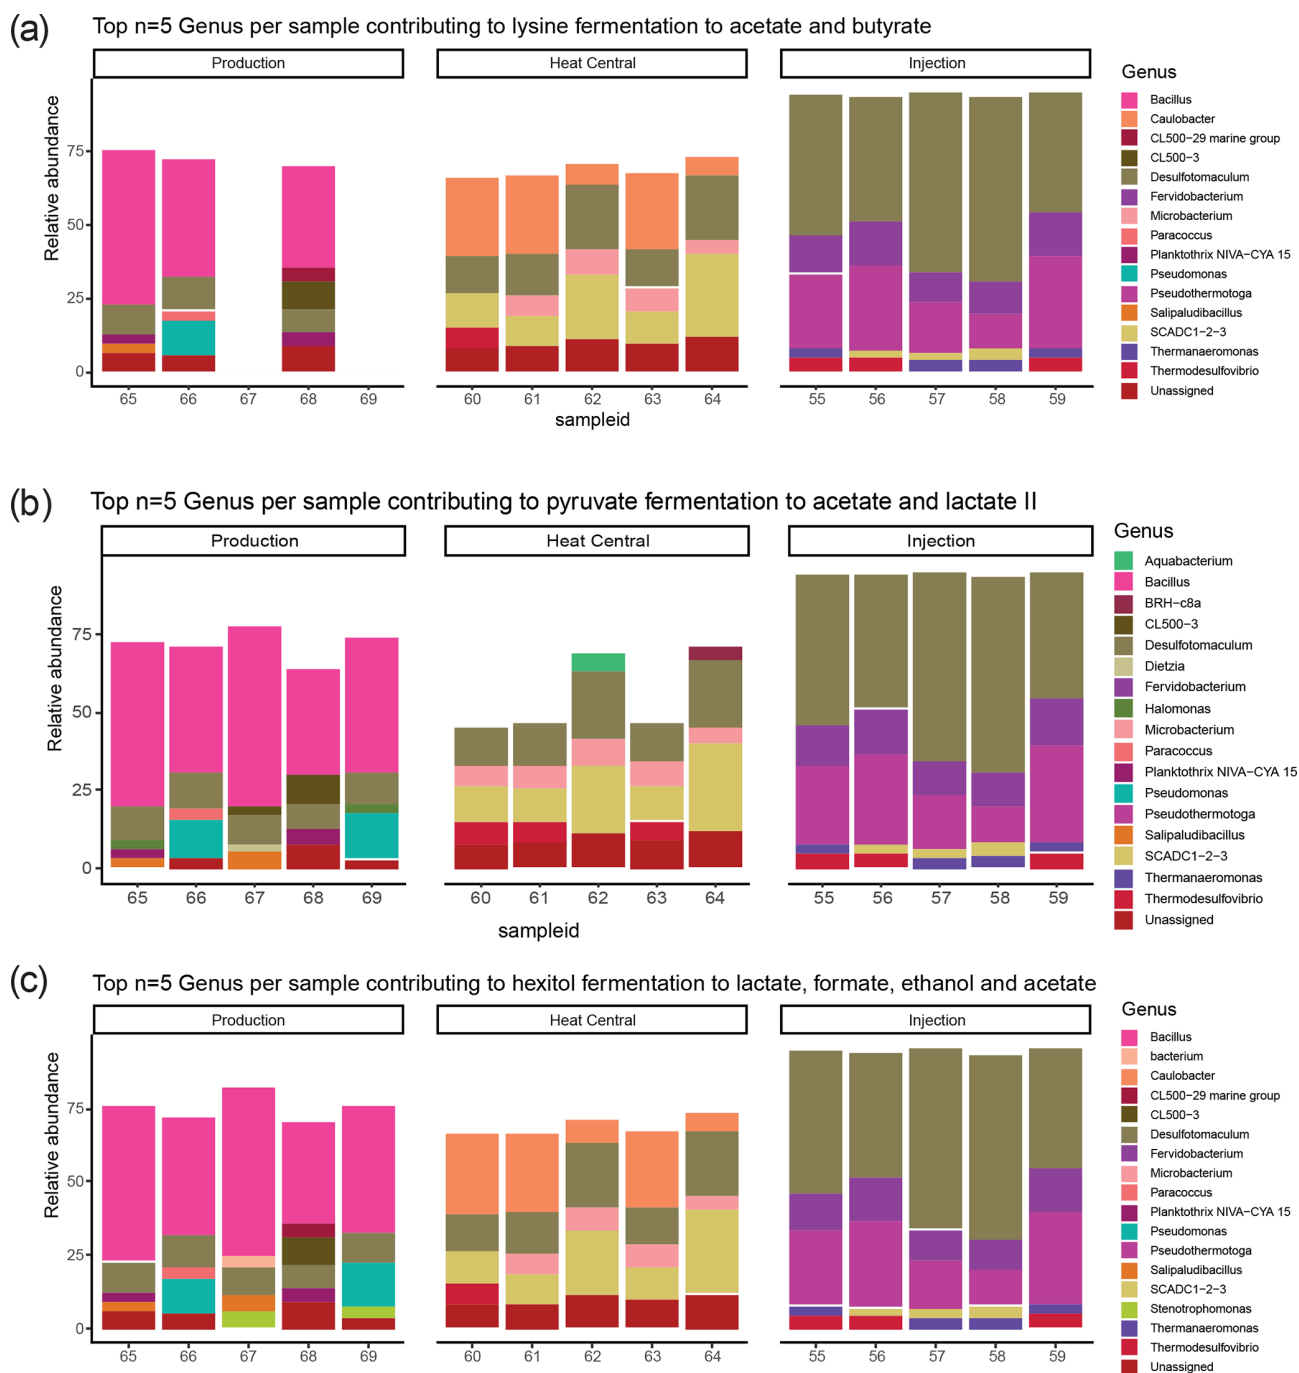 (a)
Top n=5 Genus per sample contributing to lysine fermentation to acetate and butyrate
Production
Heat Central
Injection
Relative abundance
75
50
25
0
65 66 67 68 69
60 61 62 63 64
55 56 57 58 59
sampleid
Genus
Bacillus
Caulobacter
CL500−29 marine group
CL500−3
Desulfotomaculum
Fervidobacterium
Microbacterium
Paracoccus
Planktothrix NIVA−CYA 15
Pseudomonas
Pseudothermotoga
Salipaludibacillus
SCADC1−2−3
Thermanaeromonas
Thermodesulfovibrio
Unassigned
(b)
Top n=5 Genus per sample contributing to pyruvate fermentation to acetate and lactate II
Production
Heat Central
Injection
Relative abundance
75
50
25
0
65 66 67 68 69
60 61 62 63 64
55 56 57 58 59
sampleid
Genus
Aquabacterium
Bacillus
BRH−c8a
CL500−3
Desulfotomaculum
Dietzia
Fervidobacterium
Halomonas
Microbacterium
Paracoccus
Planktothrix NIVA−CYA 15
Pseudomonas
Pseudothermotoga
Salipaludibacillus
SCADC1−2−3
Thermanaeromonas
Thermodesulfovibrio
Unassigned
(c)
Top n=5 Genus per sample contributing to hexitol fermentation to lactate, formate, ethanol and acetate
Production
Heat Central
Injection
Relative abundance
75
50
25
0
65 66 67 68 69
60 61 62 63 64
55 56 57 58 59
Genus
Bacillus
bacterium
Caulobacter
CL500−29 marine group
CL500−3
Desulfotomaculum
Fervidobacterium
Microbacterium
Paracoccus
Planktothrix NIVA−CYA 15
Pseudomonas
Pseudothermotoga
Salipaludibacillus
SCADC1−2−3
Stenotrophomonas
Thermanaeromonas
Thermodesulfovibrio
Unassigned